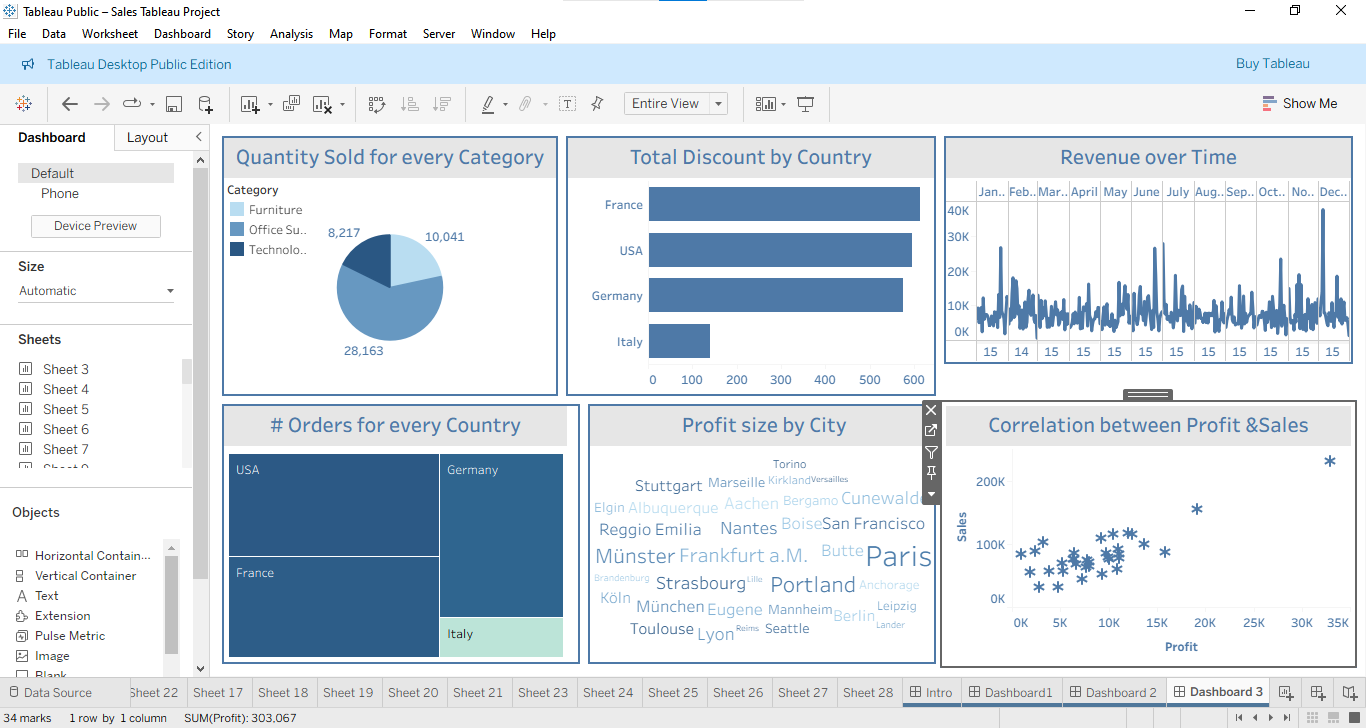 Tableau Public – Sales Tableau Project
File Data Worksheet Dashboard Story Analysis Map Format Server Window Help
Tableau Desktop Public Edition
Buy Tableau
T
Entire View
Show Me
Dashboard Layout
Default
Phone
Device Preview
Size
Automatic
Sheets
Sheet 3
Sheet 4
Sheet 5
Sheet 6
Sheet 7
Objects
Horizontal Contain...
Vertical Container
A Text
Extension
Pulse Metric
Image
Blank
Quantity Sold for every Category
Category
Furniture
Office Su..
Technolo..
8,217
10,041
28,163
Total Discount by Country
France
USA
Germany
Italy
0 100 200 300 400 500 600
Revenue over Time
Jan.. Feb.. Mar.. April May June July Aug.. Sep.. Oct.. No... Dec..
40K
30K
20K
10K
0K
15 14 15 15 15 15 15 15 15 15 15 15
# Orders for every Country
USA
Germany
France
Italy
Profit size by City
Torino
Stuttgart Marseille Kirkland Versailles
Elgin Albuquerque Aachen Bergamo Cunewalde
Reggio Emilia Nantes Boise San Francisco
Münster Frankfurt a.M. Butte Paris
Brandenburg Strasbourg Lille Portland Anchorage
Köln München Eugene Mannheim Berlin Leipzig
Toulouse Lyon Reims Seattle Lander
Correlation between Profit &Sales
200K
100K
0K
Sales
0K 5K 10K 15K 20K 25K 30K 35K
Profit
Data Source Sheet 22 Sheet 17 Sheet 18 Sheet 19 Sheet 20 Sheet 21 Sheet 23 Sheet 24 Sheet 25 Sheet 26 Sheet 27 Sheet 28 Intro Dashboard1 Dashboard 2 Dashboard 3
34 marks 1 row by 1 column SUM(Profit): 303,067